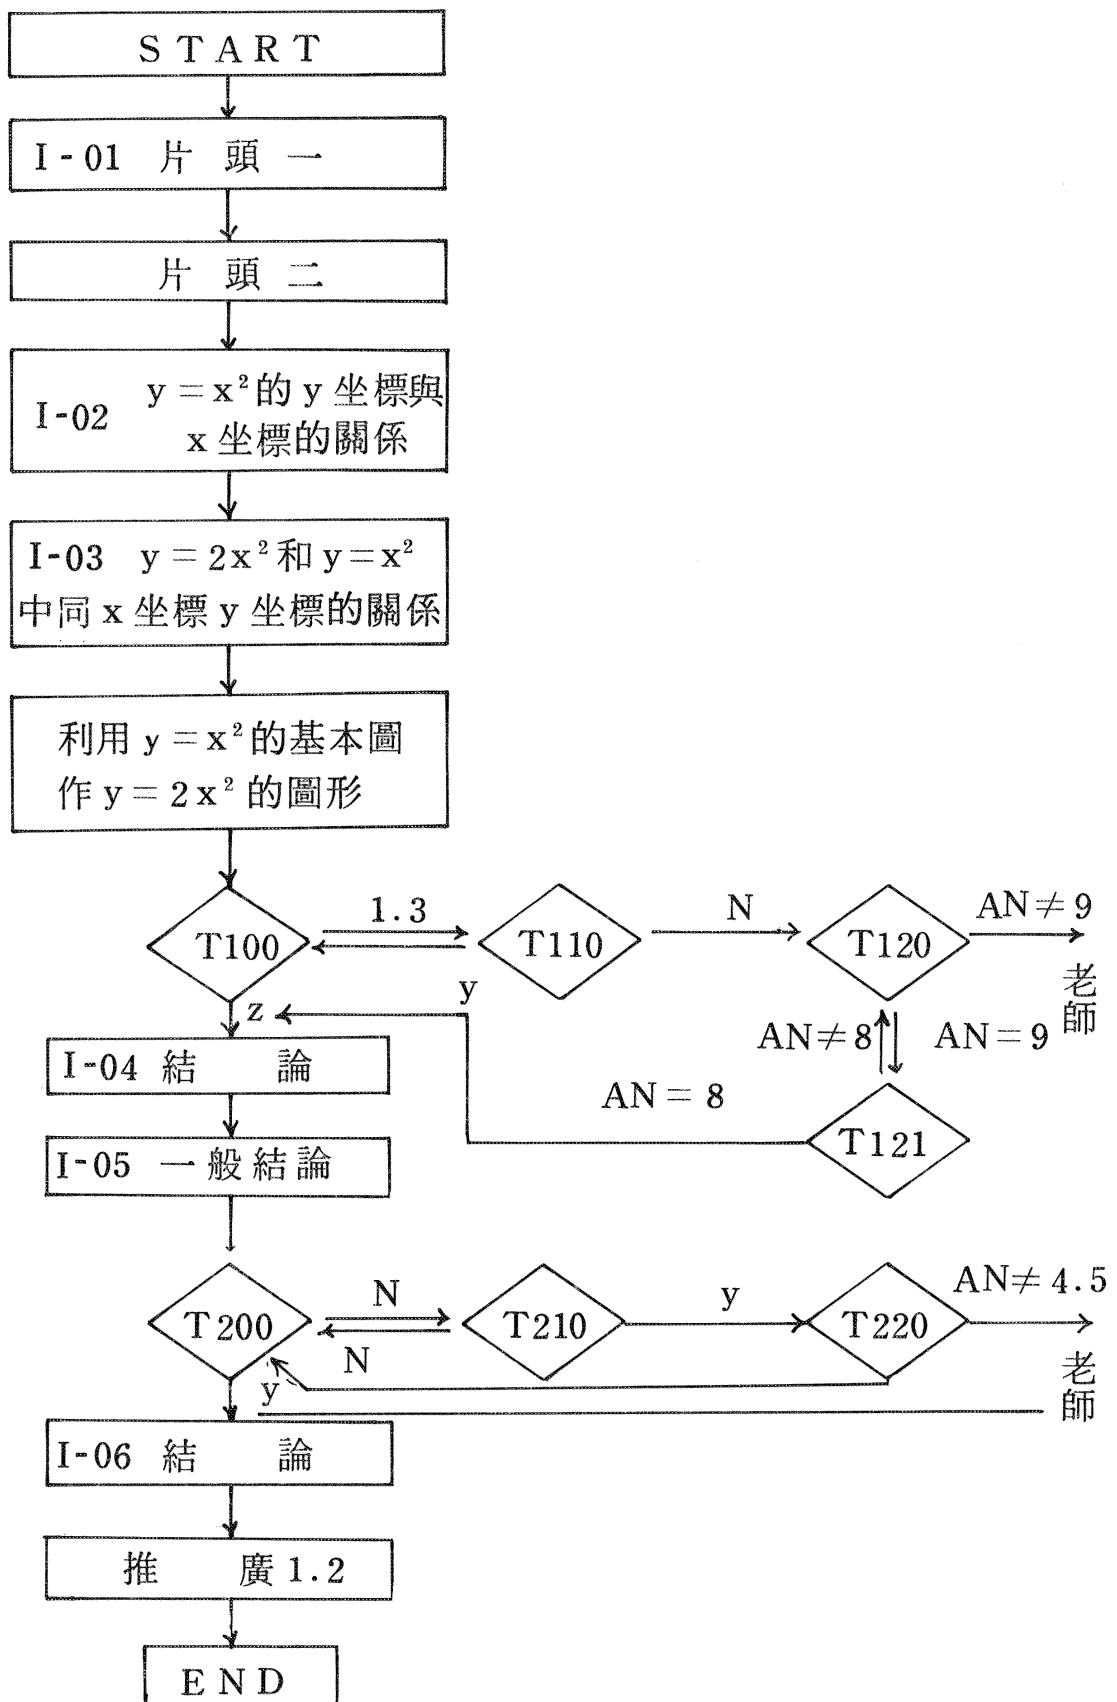 START
I-01 片頭一
片頭二
I-02 y=x²的y坐標與
x坐標的關係
I-03 y=2x²和y=x²
中同x坐標y坐標的關係
利用y=x²的基本圖
作y=2x²的圖形
T100
1.3
T110
N
T120
AN≠9
老師
z
y
AN≠8
AN=9
I-04 結論
AN=8
T121
I-05 一般結論
T200
N
N
T210
y
T220
AN≠4.5
老師
y
I-06 結論
推廣1.2
END